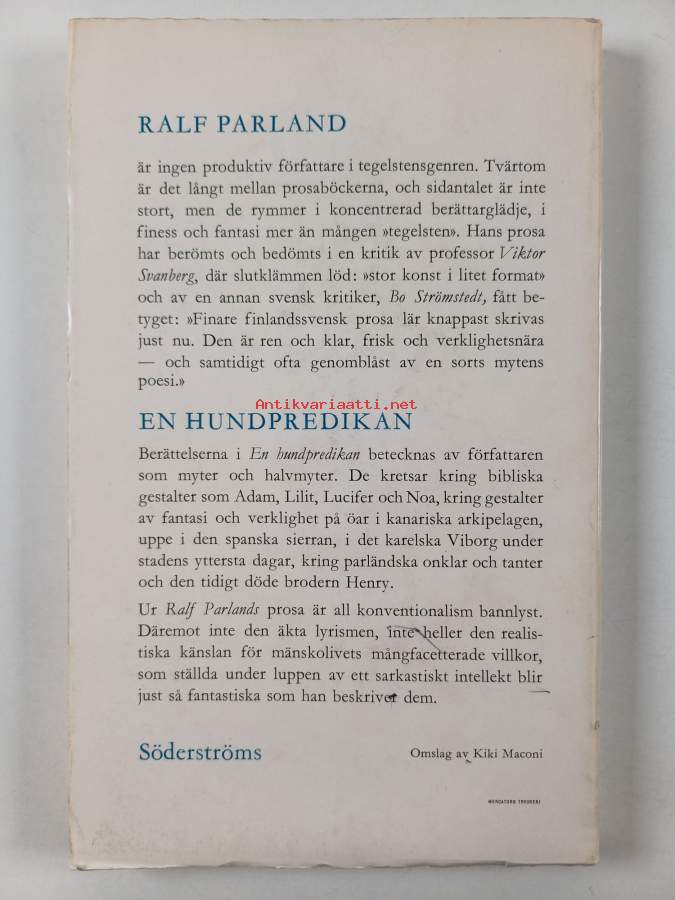 RALF PARLAND
är ingen produktiv författare i tegelstensgenren. Tvärtom
är det långt mellan prosaböckerna, och sidantalet är inte
stort, men de rymmer i koncentrerad berättarglädje, i
finess och fantasi mer än mången »tegelsten». Hans prosa
har berömts och bedömts i en kritik av professor Viktor
Svanberg, där slutklämmen löd: »stor konst i litet format»
och av en annan svensk kritiker, Bo Strömstedt, fått be-
tyget: »Finare finlandssvensk prosa lär knappast skrivas
just nu. Den är ren och klar, frisk och verklighetsnära
— och samtidigt ofta genomblåst av en sorts mytens
poesi.»
Antikvariaatti.net
EN HUNDPREDIKAN
Berättelserna i En hundpredikan betecknas av författaren
som myter och halvmyter. De kretsar kring bibliska
gestalter som Adam, Lilit, Lucifer och Noa, kring gestalter
av fantasi och verklighet på öar i kanariska arkipelagen,
uppe i den spanska sierran, i det karelska Viborg under
stadens yttersta dagar, kring parländska onklar och tanter
och den tidigt döde brodern Henry.
Ur Ralf Parlands prosa är all konventionalism bannlyst.
Däremot inte den äkta lyrismen, inte heller den realis-
tiska känslan för mänskolivets mångfacetterade villkor,
som ställda under luppen av ett sarkastiskt intellekt blir
just så fantastiska som han beskriver dem.
Söderströms
Omslag av Kiki Maconi